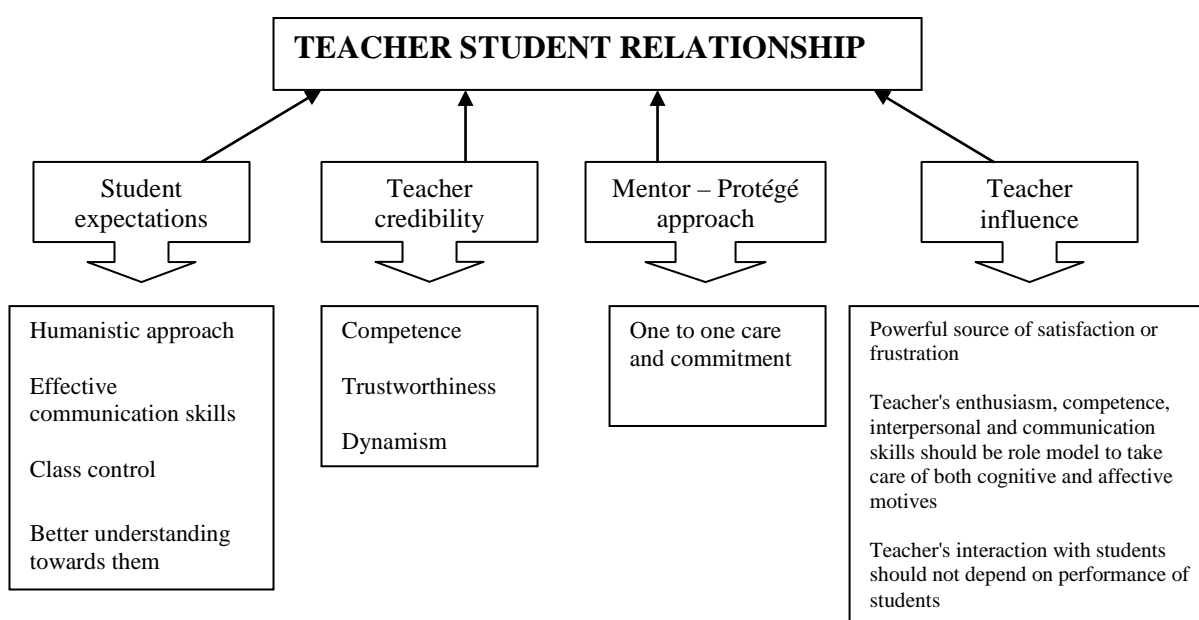 TEACHER STUDENT RELATIONSHIP
Student
expectations
Teacher
credibility
Mentor – Protégé
approach
Teacher
influence
Humanistic approach
Effective
communication skills
Class control
Better understanding
towards them
Competence
Trustworthiness
Dynamism
One to one care
and commitment
Powerful source of satisfaction or
frustration
Teacher's enthusiasm, competence,
interpersonal and communication
skills should be role model to take
care of both cognitive and affective
motives
Teacher's interaction with students
should not depend on performance of
students